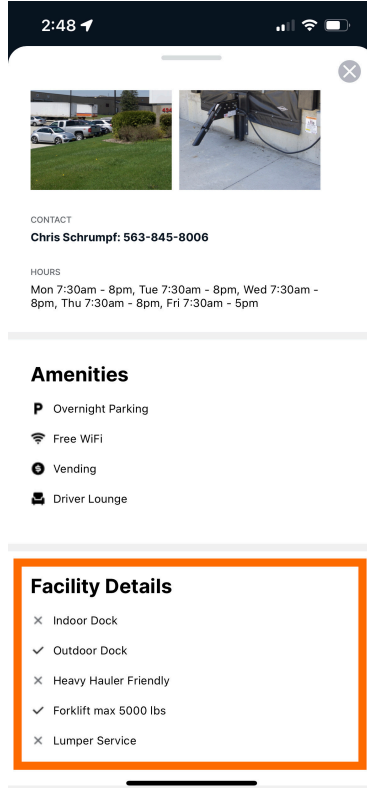 2:48
CONTACT
Chris Schrumpf: 563-845-8006
HOURS
Mon 7:30am - 8pm, Tue 7:30am - 8pm, Wed 7:30am -
8pm, Thu 7:30am - 8pm, Fri 7:30am - 5pm
Amenities
P Overnight Parking
Free WiFi
$ Vending
Driver Lounge
Facility Details
Indoor Dock
Outdoor Dock
Heavy Hauler Friendly
Forklift max 5000 lbs
Lumper Service